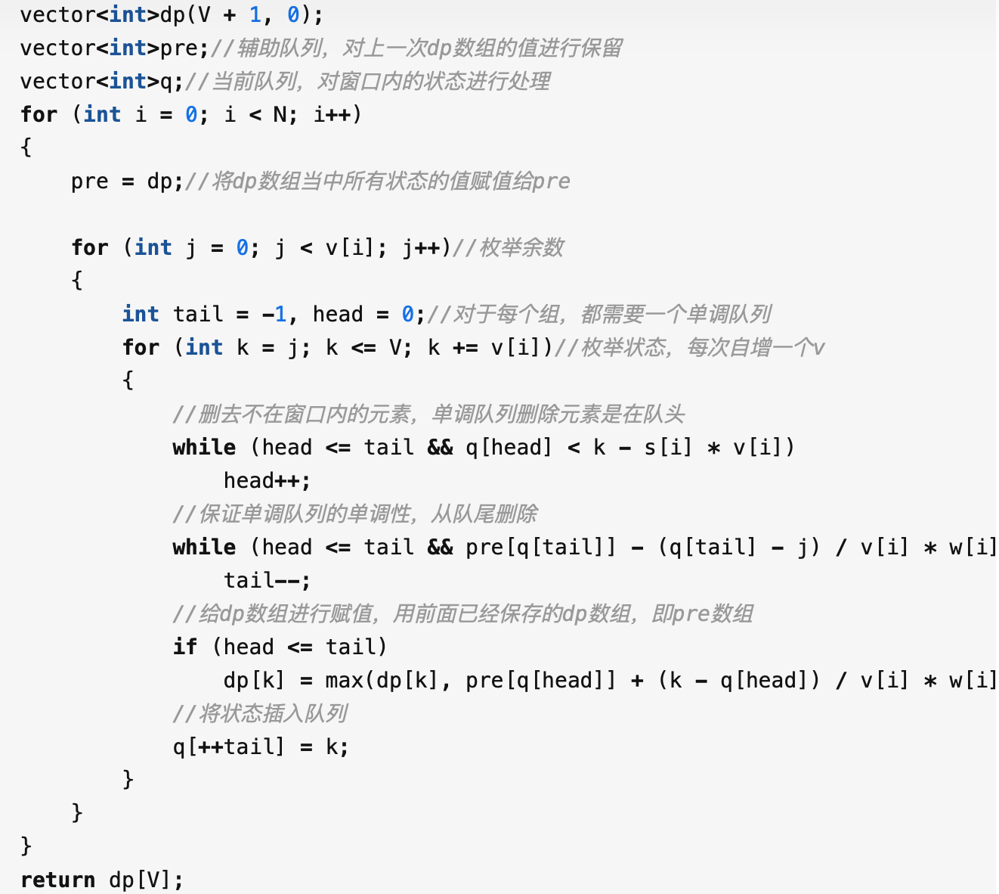 vector<int>dp(V + 1, 0);
vector<int>pre;//辅助队列，对上一次dp数组的值进行保留
vector<int>q;//当前队列，对窗口内的状态进行处理
for (int i = 0; i < N; i++)
{
    pre = dp;//将dp数组当中所有状态的值赋值给pre

    for (int j = 0; j < v[i]; j++)//枚举余数
    {
        int tail = -1, head = 0;//对于每个组，都需要一个单调队列
        for (int k = j; k <= V; k += v[i])//枚举状态，每次自增一个v
        {
            //删去不在窗口内的元素，单调队列删除元素是在队头
            while (head <= tail && q[head] < k - s[i] * v[i])
                head++;
            //保证单调队列的单调性，从队尾删除
            while (head <= tail && pre[q[tail]] - (q[tail] - j) / v[i] * w[i]
                tail--;
            //给dp数组进行赋值，用前面已经保存的dp数组，即pre数组
            if (head <= tail)
                dp[k] = max(dp[k], pre[q[head]] + (k - q[head]) / v[i] * w[i]
            //将状态插入队列
            q[++tail] = k;
        }
    }
}
return dp[V];